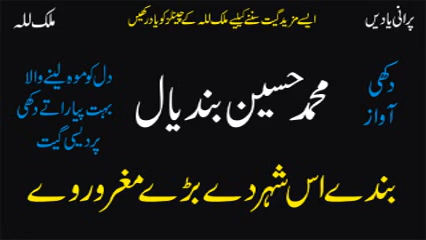 پرانی یادیں
ایسے مزید گیت سننے کیلیے ملک للہ کے چینلز کو یاد رکھیں
ملک للہ
دکھی
آواز
محمد حسین بندیال
دل کو موہ لینے والا
بہت پیارا تے دکھی
پردیسی گیت
بندے اس شہر دے بڑے مغرور وے